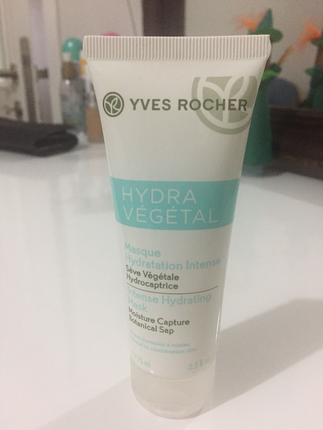 YVES ROCHER
HYDRA
VÉGÉTAL
Masque
Hydratation Intense
Sève Végétale
Hydrocaptrice
Intense Hydrating
Mask
Moisture Capture
Botanical Sap